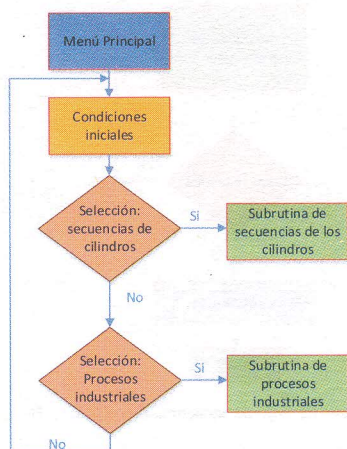 Menú Principal
Condiciones
iniciales
Selección:
secuencias de
cilindros
Si
Subrutina de
secuencias de los
cilindros
No
Selección:
Procesos
industriales
Si
Subrutina de
procesos
industriales
No